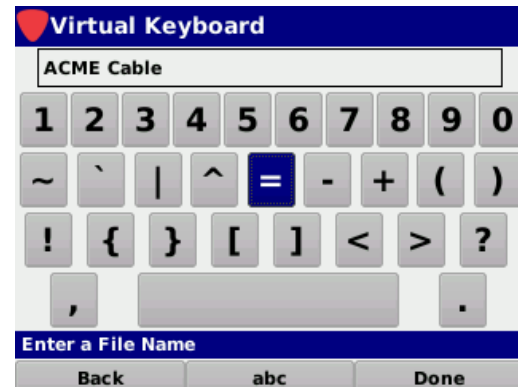 Virtual Keyboard
ACME Cable
1 2 3 4 5 6 7 8 9 0
~ ` | ^ = - + ( )
! { } [ ] < > ?
, .
Enter a File Name
Back abc Done